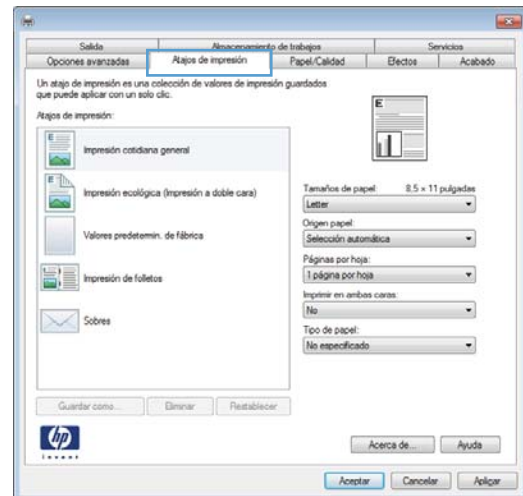 Salida Almacenamiento de trabajos Servicios
Opciones avanzadas Atajos de impresión Papel/Calidad Efectos Acabado
Un atajo de impresión es una colección de valores de impresión guardados
que puede aplicar con un solo clic.
Atajos de impresión:
E
Impresión cotidiana general
E
Impresión ecológica (Impresión a doble cara)
Valores predetermin. de fábrica
Impresión de folletos
Sobres
E
Tamaños de papel: 8.5 × 11 pulgadas
Letter
Origen papel:
Selección automática
Páginas por hoja:
1 página por hoja
Imprimir en ambas caras:
No
Tipo de papel:
No especificado
Guardar como... Eliminar Restablecer
hp
invent
Acerca de... Ayuda
Aceptar Cancelar Aplicar